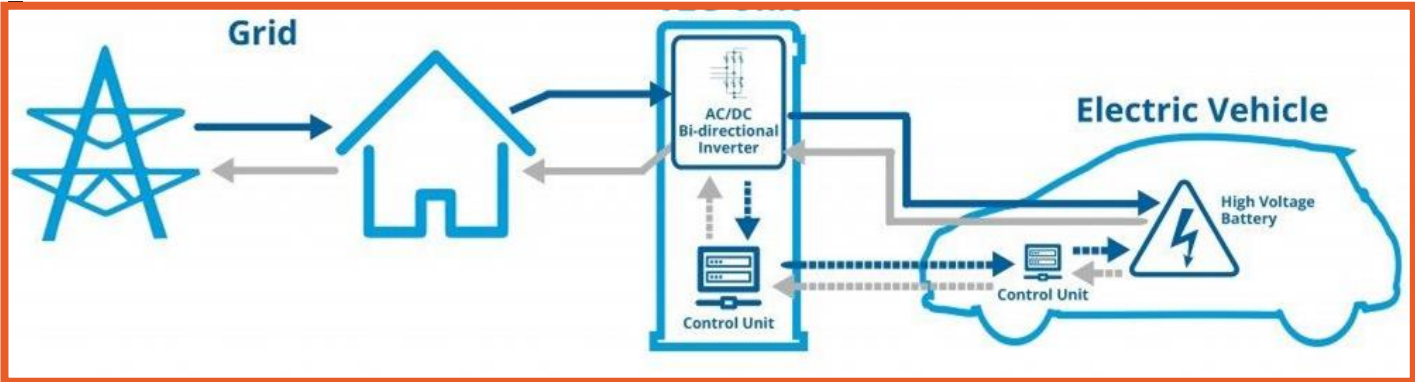 Grid
AC/DC
Bi-directional
Inverter
Control Unit
Electric Vehicle
High Voltage
Battery
Control Unit